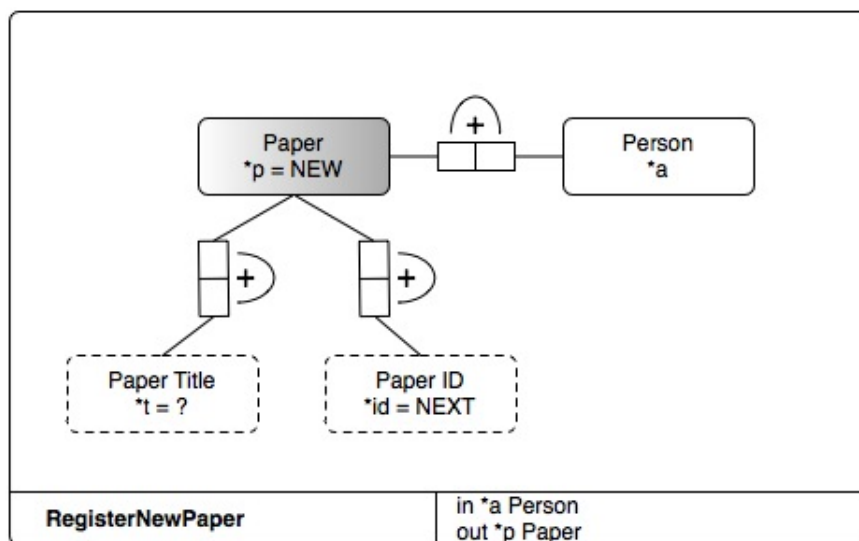 Paper
*p = NEW
+
Person
*a
+
+
Paper Title
*t = ?
Paper ID
*id = NEXT
RegisterNewPaper
in *a Person
out *p Paper